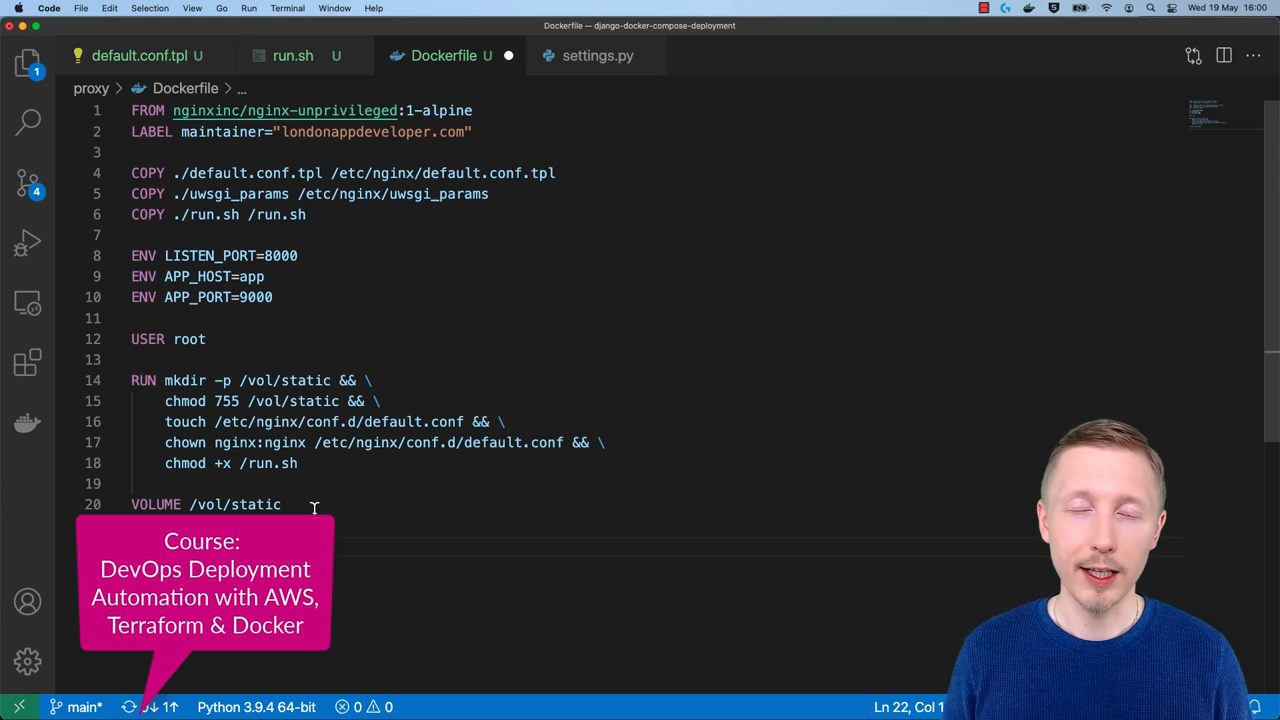 Code File Edit Selection View Go Run Terminal Window Help Wed 19 May 16:00
Dockerfile — django-docker-compose-deployment
default.conf.tpl U run.sh U Dockerfile U settings.py
proxy > Dockerfile > ...
1 FROM nginxinc/nginx-unprivileged:1-alpine
2 LABEL maintainer="londonappdeveloper.com"
3
4 COPY ./default.conf.tpl /etc/nginx/default.conf.tpl
5 COPY ./uwsgi_params /etc/nginx/uwsgi_params
6 COPY ./run.sh /run.sh
7
8 ENV LISTEN_PORT=8000
9 ENV APP_HOST=app
10 ENV APP_PORT=9000
11
12 USER root
13
14 RUN mkdir -p /vol/static && \
15 chmod 755 /vol/static && \
16 touch /etc/nginx/conf.d/default.conf && \
17 chown nginx:nginx /etc/nginx/conf.d/default.conf && \
18 chmod +x /run.sh
19
20 VOLUME /vol/static
1
4
Course:
DevOps Deployment
Automation with AWS,
Terraform & Docker
main* 1↑ Python 3.9.4 64-bit 0 0 Ln 22, Col 1